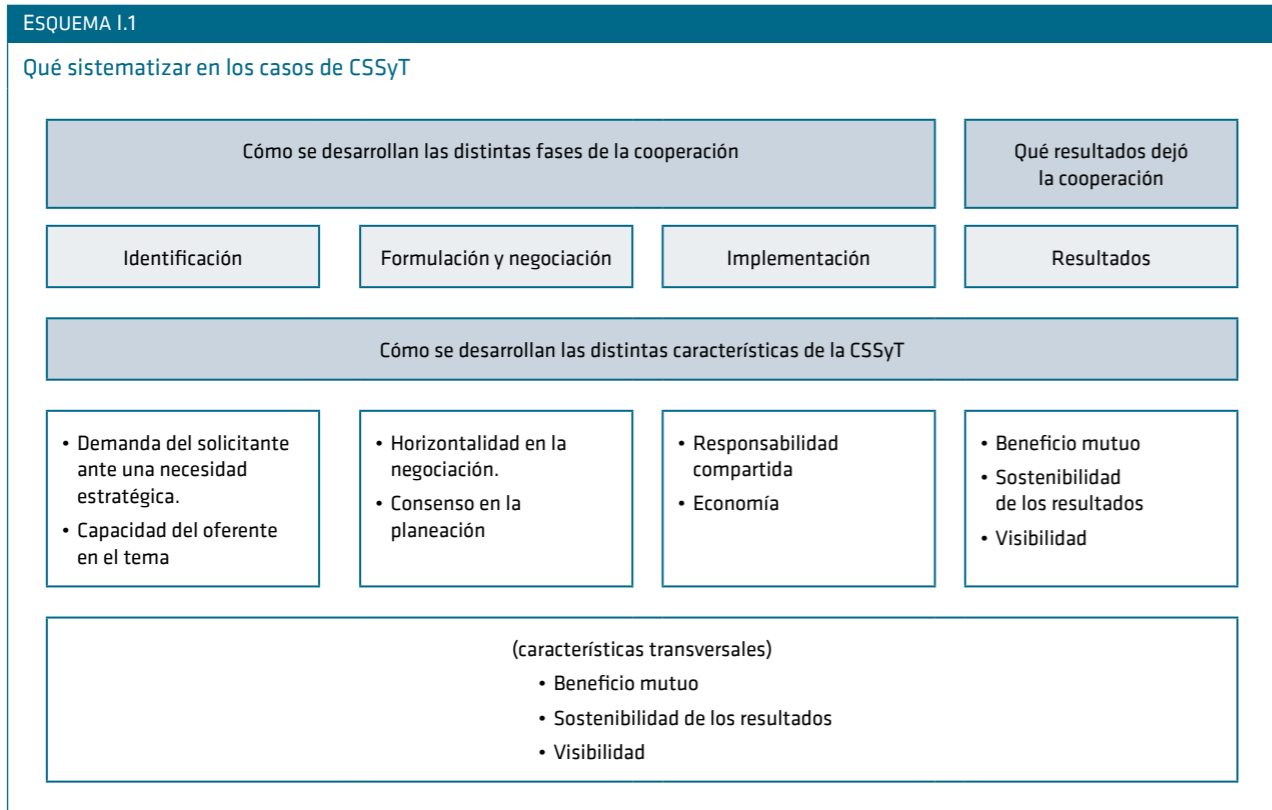 ESQUEMA I.1
Qué sistematizar en los casos de CSSyT
Cómo se desarrollan las distintas fases de la cooperación
Qué resultados dejó
la cooperación
Identificación
Formulación y negociación
Implementación
Resultados
Cómo se desarrollan las distintas características de la CSSyT
• Demanda del solicitante
ante una necesidad
estratégica.
• Capacidad del oferente
en el tema
• Horizontalidad en la
negociación.
• Consenso en la
planeación
• Responsabilidad
compartida
• Economía
• Beneficio mutuo
• Sostenibilidad
de los resultados
• Visibilidad
(características transversales)
• Beneficio mutuo
• Sostenibilidad de los resultados
• Visibilidad